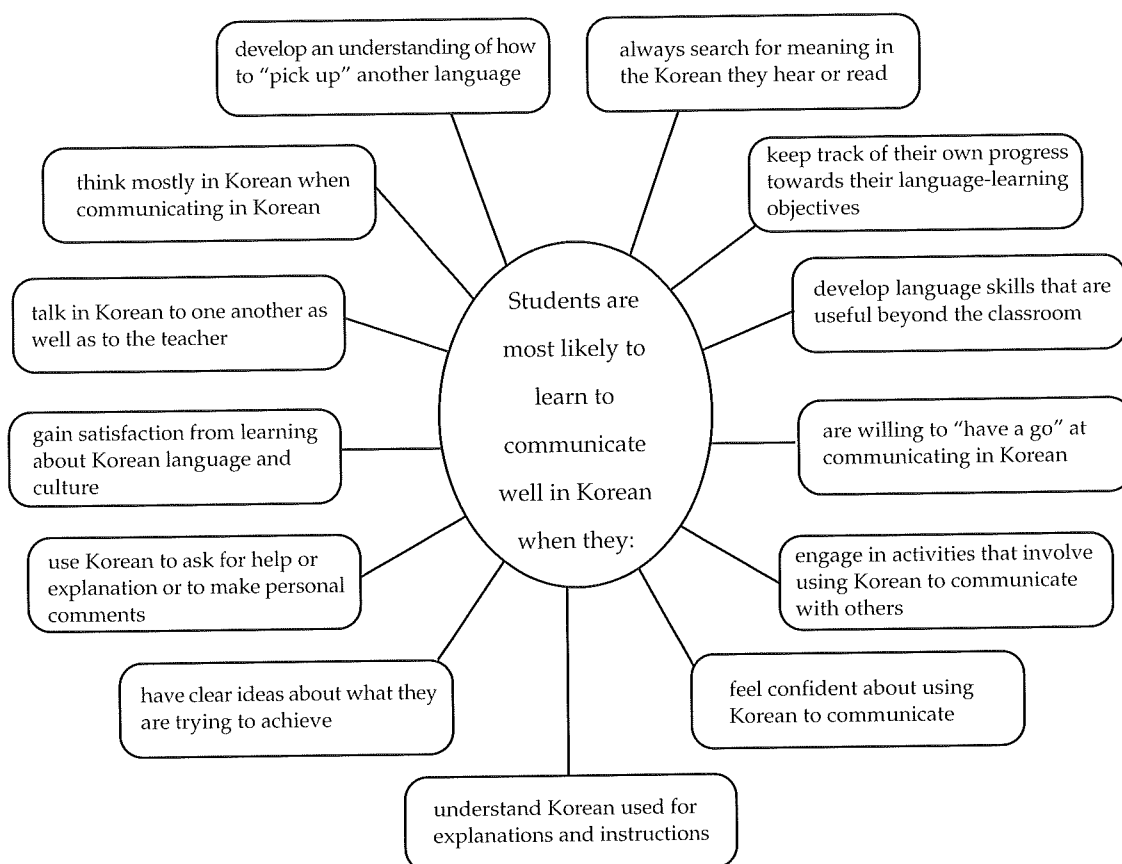 develop an understanding of how
to “pick up” another language
always search for meaning in
the Korean they hear or read
think mostly in Korean when
communicating in Korean
keep track of their own progress
towards their language-learning
objectives
talk in Korean to one another as
well as to the teacher
develop language skills that are
useful beyond the classroom
Students are
most likely to
learn to
communicate
well in Korean
when they:
gain satisfaction from learning
about Korean language and
culture
are willing to “have a go” at
communicating in Korean
use Korean to ask for help or
explanation or to make personal
comments
engage in activities that involve
using Korean to communicate
with others
have clear ideas about what they
are trying to achieve
feel confident about using
Korean to communicate
understand Korean used for
explanations and instructions